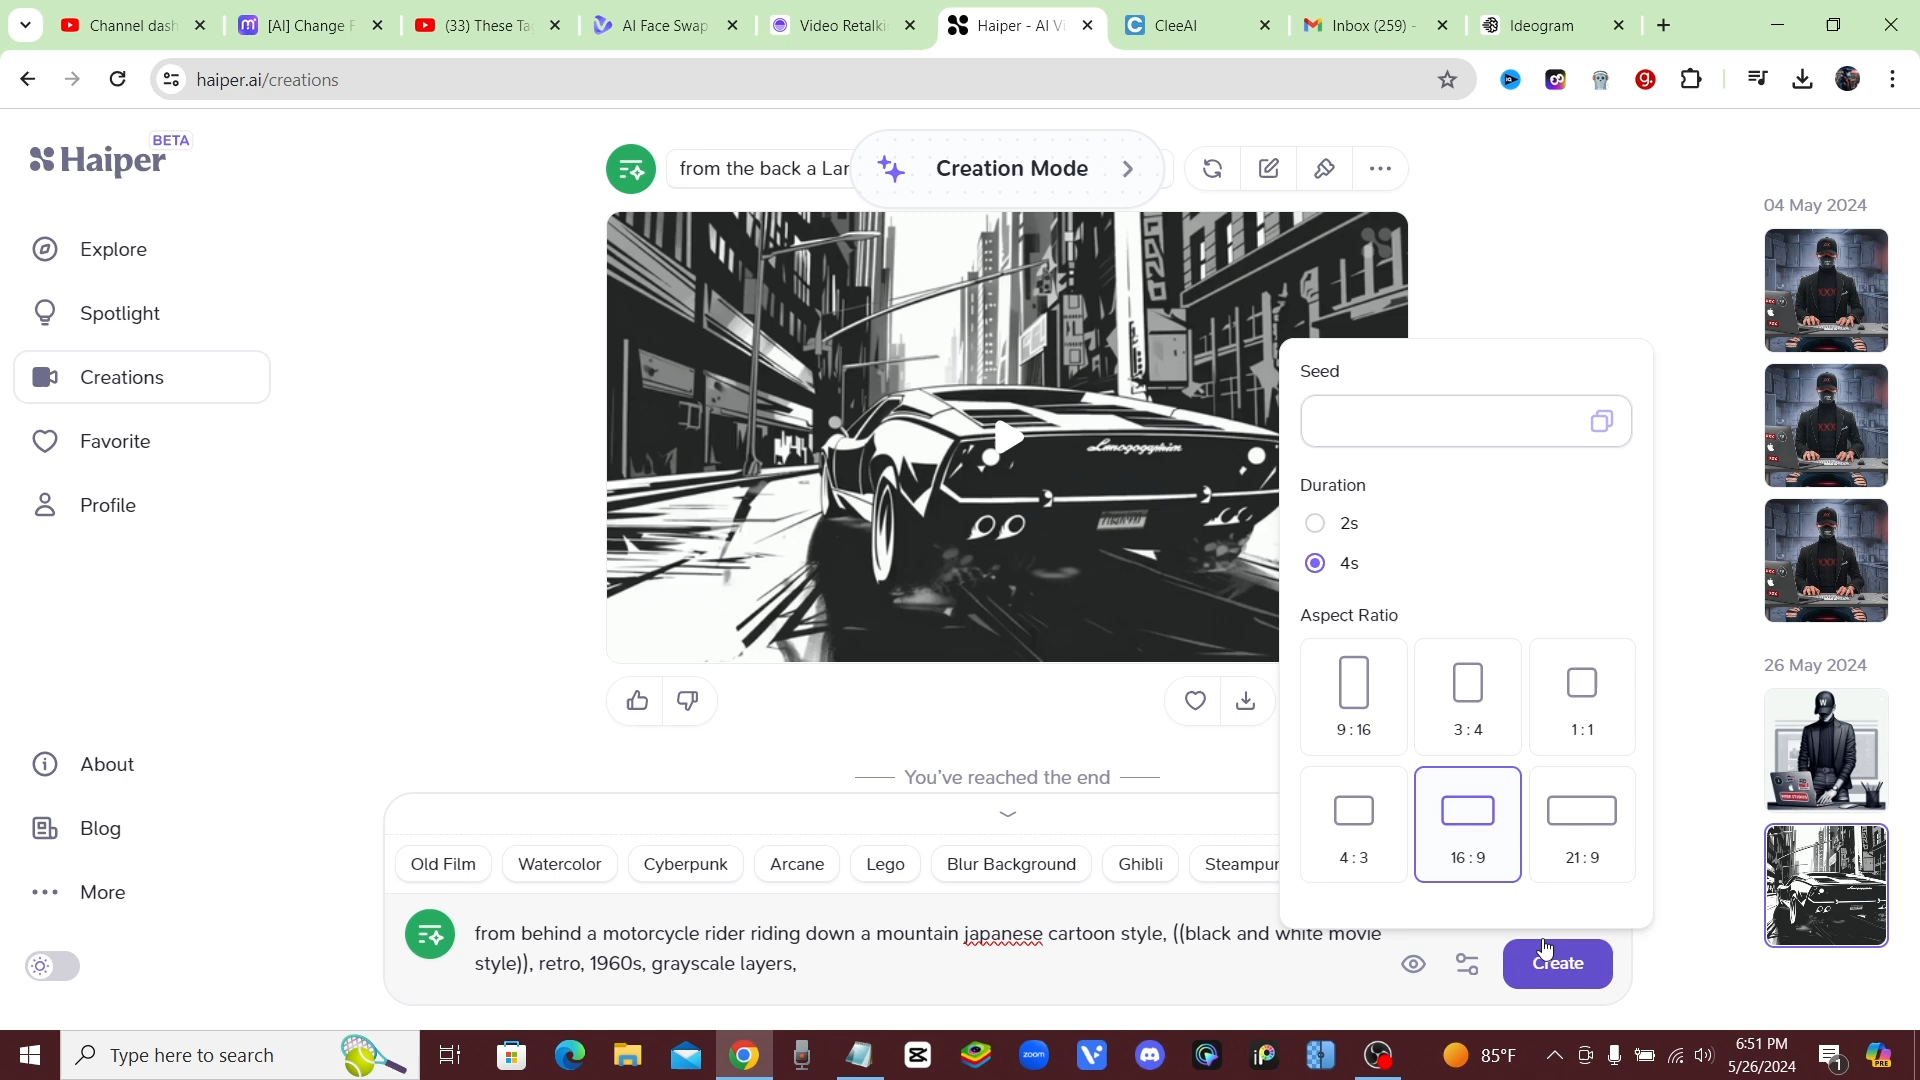 Channel dash
[AI] Change F
(33) These Ta
AI Face Swap
Video Retalki
Haiper - AI Vi
CleeAI
Inbox (259) -
Ideogram
haiper.ai/creations
Haiper BETA
Explore
Spotlight
Creations
Favorite
Profile
About
Blog
More
from the back a Lar
Creation Mode
You've reached the end
Old Film
Watercolor
Cyberpunk
Arcane
Lego
Blur Background
Ghibli
Steampur
from behind a motorcycle rider riding down a mountain japanese cartoon style, ((black and white movie
style)), retro, 1960s, grayscale layers,
Create
Seed
Duration
2s
4s
Aspect Ratio
9 : 16
3 : 4
1 : 1
4 : 3
16 : 9
21 : 9
04 May 2024
26 May 2024
Type here to search
zoom
85°F
6:51 PM
5/26/2024
1
PRE